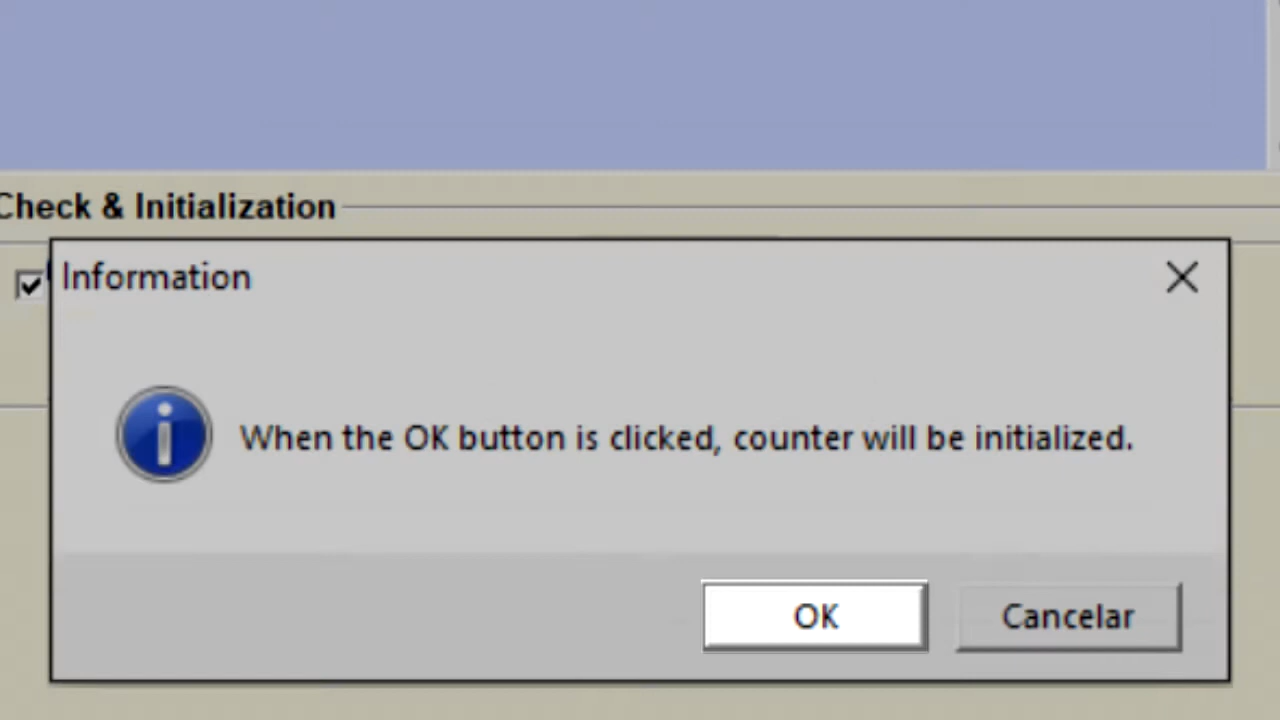 Check & Initialization
Information
When the OK button is clicked, counter will be initialized.
OK Cancelar